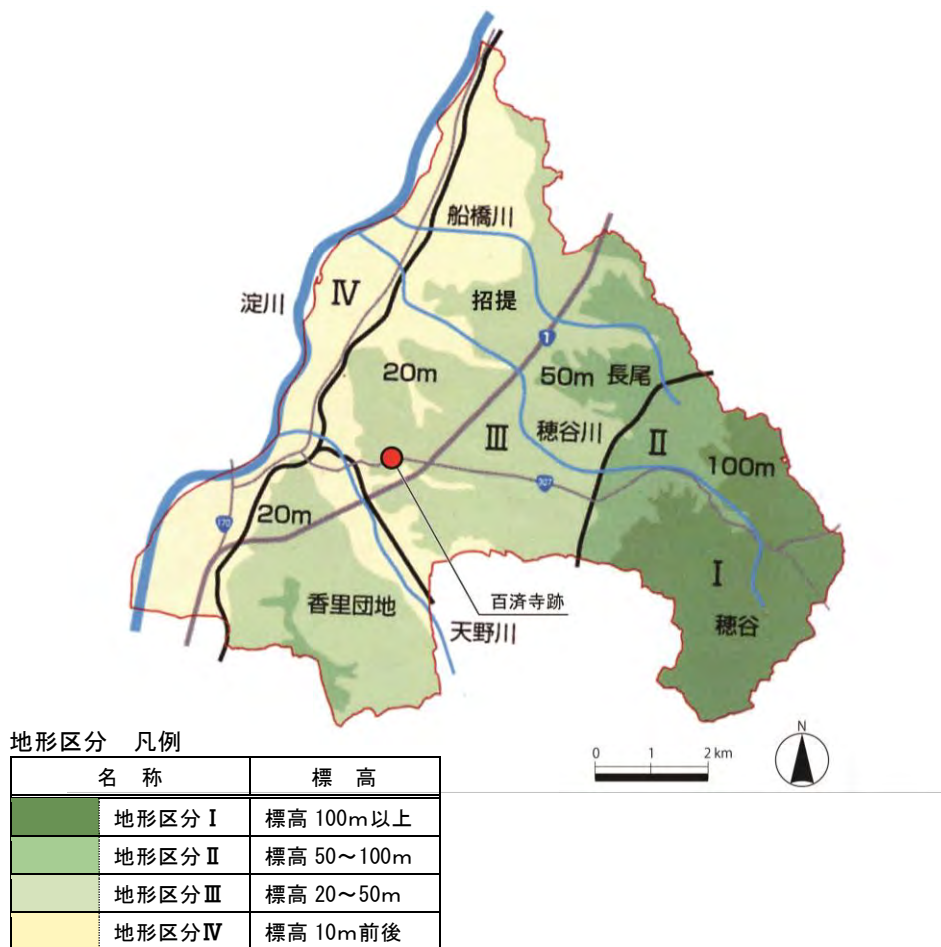 船橋川
Ⅳ
淀川
招提
1
20m
50m
長尾
Ⅲ
穂谷川
Ⅱ
100m
307
20m
170
Ⅰ
香里団地
百済寺跡
穂谷
天野川
地形区分 凡例
名 称 標 高
地形区分Ⅰ 標高 100m以上
地形区分Ⅱ 標高 50～100m
地形区分Ⅲ 標高 20～50m
地形区分Ⅳ 標高 10m前後
0 1 2 km
N